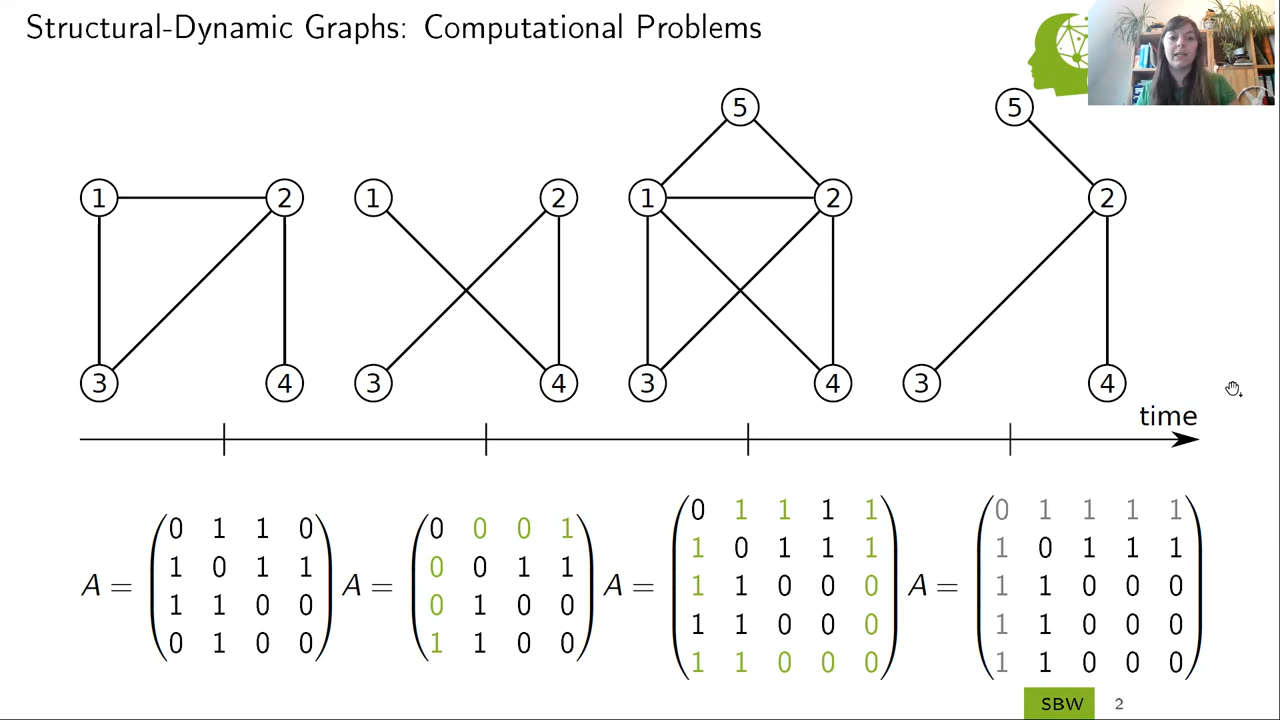 Structural-Dynamic Graphs: Computational Problems
5 5
1 2 1 2 1 2 2
3 4 3 4 3 4 3 4
time
A = (0 1 1 0) A = (0 0 0 1) A = (0 1 1 1 1) A = (0 1 1 1 1)
1 0 1 1 0 0 1 1 1 0 1 1 1 1 0 1 1 1
1 1 0 0 0 1 0 0 1 1 0 0 0 1 1 0 0 0
0 1 0 0 1 1 0 0 1 1 0 0 0 1 1 0 0 0
1 1 0 0 0 1 1 0 0 0
SBW 2